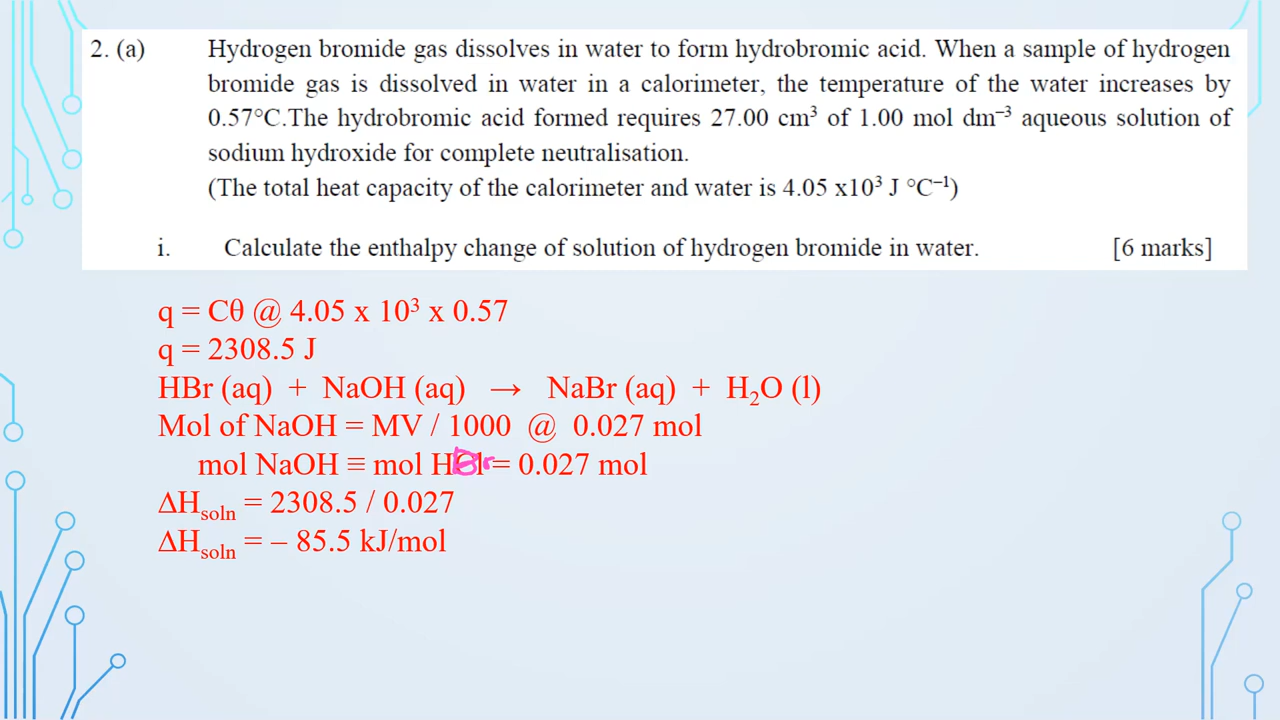 2. (a) Hydrogen bromide gas dissolves in water to form hydrobromic acid. When a sample of hydrogen
bromide gas is dissolved in water in a calorimeter, the temperature of the water increases by
0.57°C.The hydrobromic acid formed requires 27.00 cm³ of 1.00 mol dm⁻³ aqueous solution of
sodium hydroxide for complete neutralisation.
(The total heat capacity of the calorimeter and water is 4.05 x10³ J °C⁻¹)
i. Calculate the enthalpy change of solution of hydrogen bromide in water. [6 marks]
q = Cθ @ 4.05 x 10³ x 0.57
q = 2308.5 J
HBr (aq) + NaOH (aq) → NaBr (aq) + H₂O (l)
Mol of NaOH = MV / 1000 @ 0.027 mol
mol NaOH ≡ mol HBr = 0.027 mol
ΔHsoln = 2308.5 / 0.027
ΔHsoln = – 85.5 kJ/mol